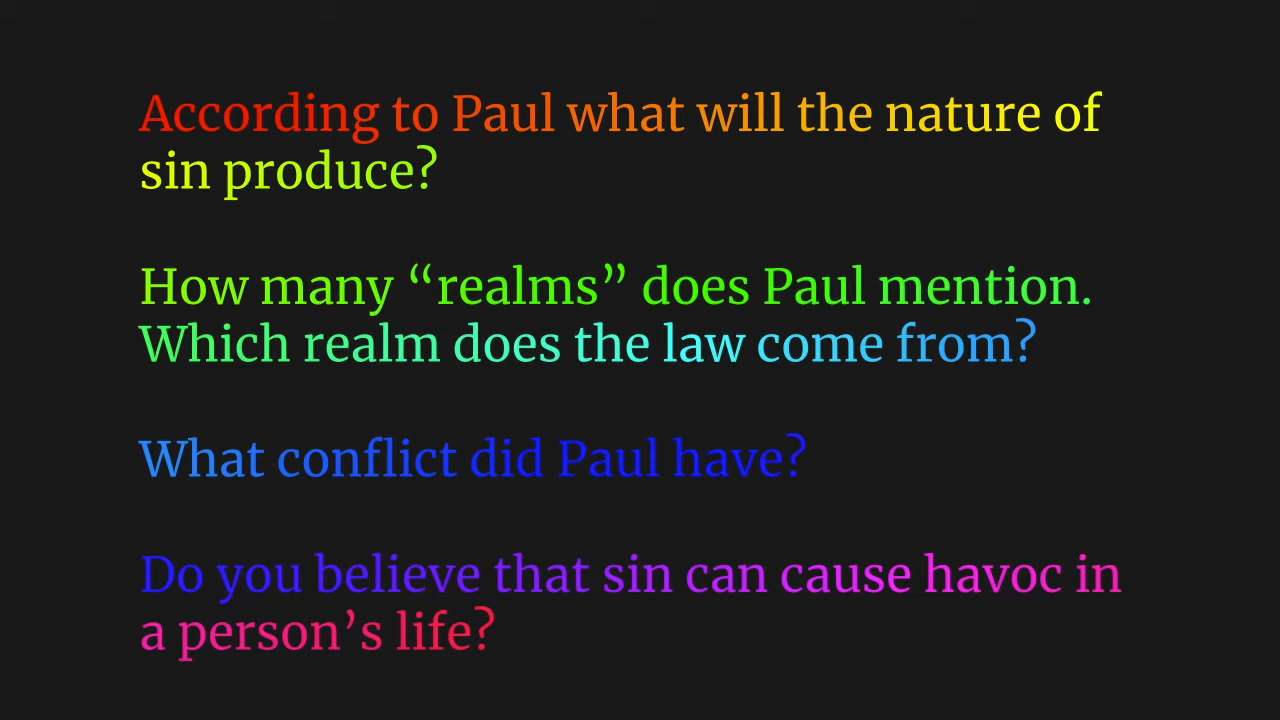 According to Paul what will the nature of
sin produce?
How many “realms” does Paul mention.
Which realm does the law come from?
What conflict did Paul have?
Do you believe that sin can cause havoc in
a person’s life?